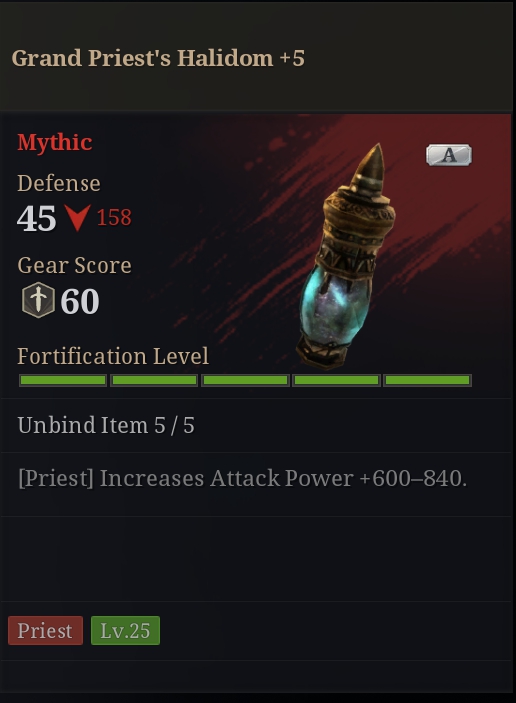 Grand Priest's Halidom +5
Mythic
A
Defense
45 158
Gear Score
60
Fortification Level
Unbind Item 5 / 5
[Priest] Increases Attack Power +600–840.
Priest Lv.25